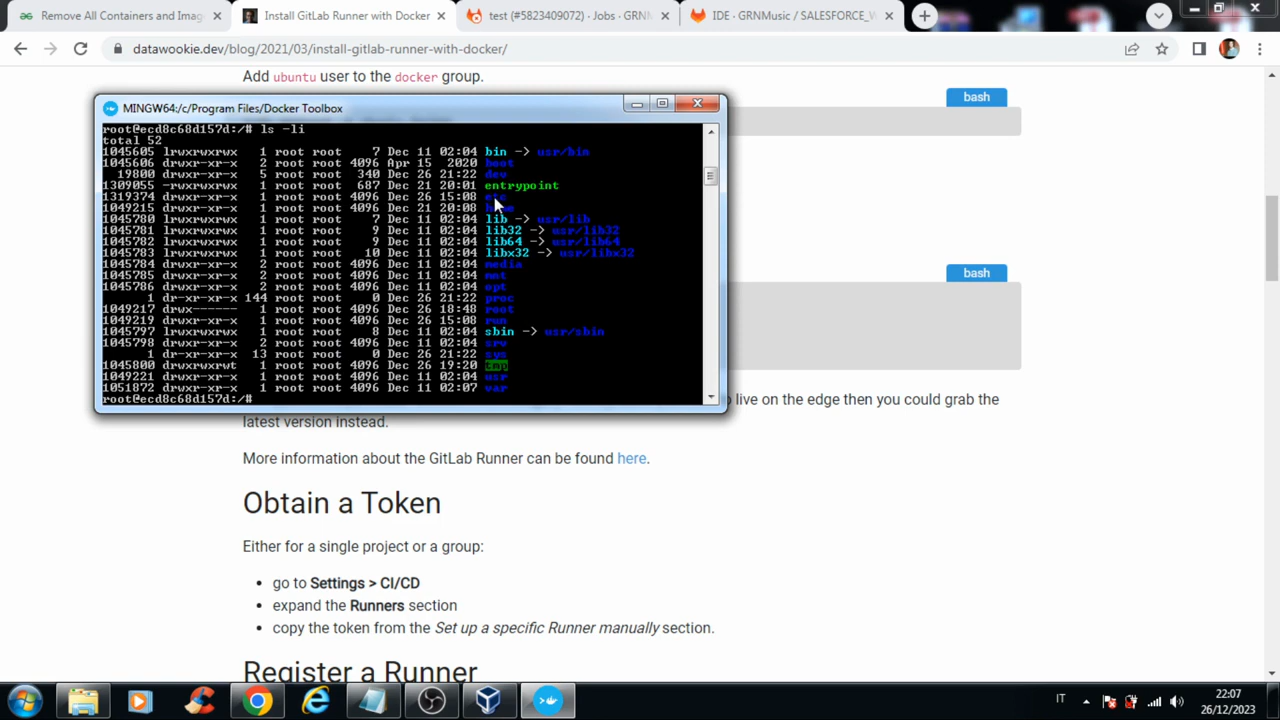 Remove All Containers and Imag
Install GitLab Runner with Docker
test (#5823409072) · Jobs · GRN
IDE · GRNMusic / SALESFORCE_W
datawookie.dev/blog/2021/03/install-gitlab-runner-with-docker/
Add ubuntu user to the docker group.
bash
MINGW64:/c/Program Files/Docker Toolbox
root@ecd8c68d157d:/# ls -li
total 52
1045605 lrwxrwxrwx 1 root root 7 Dec 11 02:04 bin -> usr/bin
1045606 drwxr-xr-x 2 root root 4096 Apr 15 2020 boot
19800 drwxr-xr-x 5 root root 340 Dec 26 21:22 dev
1309055 -rwxrwxr-x 1 root root 687 Dec 21 20:01 entrypoint
1319374 drwxr-xr-x 1 root root 4096 Dec 26 15:08 etc
1049215 drwxr-xr-x 1 root root 4096 Dec 21 20:08 home
1045780 lrwxrwxrwx 1 root root 7 Dec 11 02:04 lib -> usr/lib
1045781 lrwxrwxrwx 1 root root 9 Dec 11 02:04 lib32 -> usr/lib32
1045782 lrwxrwxrwx 1 root root 9 Dec 11 02:04 lib64 -> usr/lib64
1045783 lrwxrwxrwx 1 root root 10 Dec 11 02:04 libx32 -> usr/libx32
1045784 drwxr-xr-x 2 root root 4096 Dec 11 02:04 media
1045785 drwxr-xr-x 2 root root 4096 Dec 11 02:04 mnt
1045786 drwxr-xr-x 2 root root 4096 Dec 11 02:04 opt
1 dr-xr-xr-x 144 root root 0 Dec 26 21:22 proc
1049217 drwx------ 1 root root 4096 Dec 26 18:48 root
1049219 drwxr-xr-x 1 root root 4096 Dec 26 15:08 run
1045797 lrwxrwxrwx 1 root root 8 Dec 11 02:04 sbin -> usr/sbin
1045798 drwxr-xr-x 2 root root 4096 Dec 11 02:04 srv
1 dr-xr-xr-x 13 root root 0 Dec 26 21:22 sys
1045800 drwxrwxrwt 1 root root 4096 Dec 26 19:20 tmp
1049221 drwxr-xr-x 1 root root 4096 Dec 11 02:04 usr
1051872 drwxr-xr-x 1 root root 4096 Dec 11 02:07 var
root@ecd8c68d157d:/#
bash
to live on the edge then you could grab the
latest version instead.
More information about the GitLab Runner can be found here.
Obtain a Token
Either for a single project or a group:
• go to Settings > CI/CD
• expand the Runners section
• copy the token from the Set up a specific Runner manually section.
Register a Runner
IT
22:07
26/12/2023